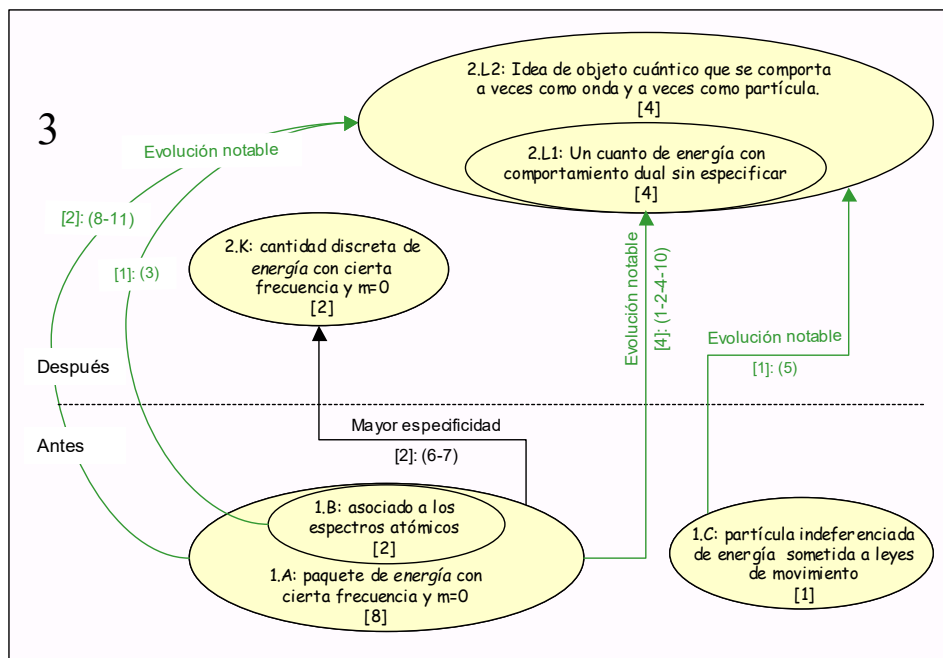 3
2.L2: Idea de objeto cuántico que se comporta
a veces como onda y a veces como partícula.
[4]
2.L1: Un cuanto de energía con
comportamiento dual sin especificar
[4]
Evolución notable
[2]: (8-11)
[1]: (3)
2.K: cantidad discreta de
energía con cierta
frecuencia y m=0
[2]
Evolución notable
[4]: (1-2-4-10)
Evolución notable
[1]: (5)
Después
Antes
Mayor especificidad
[2]: (6-7)
1.B: asociado a los
espectros atómicos
[2]
1.A: paquete de energía con
cierta frecuencia y m=0
[8]
1.C: partícula indeferenciada
de energía sometida a leyes
de movimiento
[1]